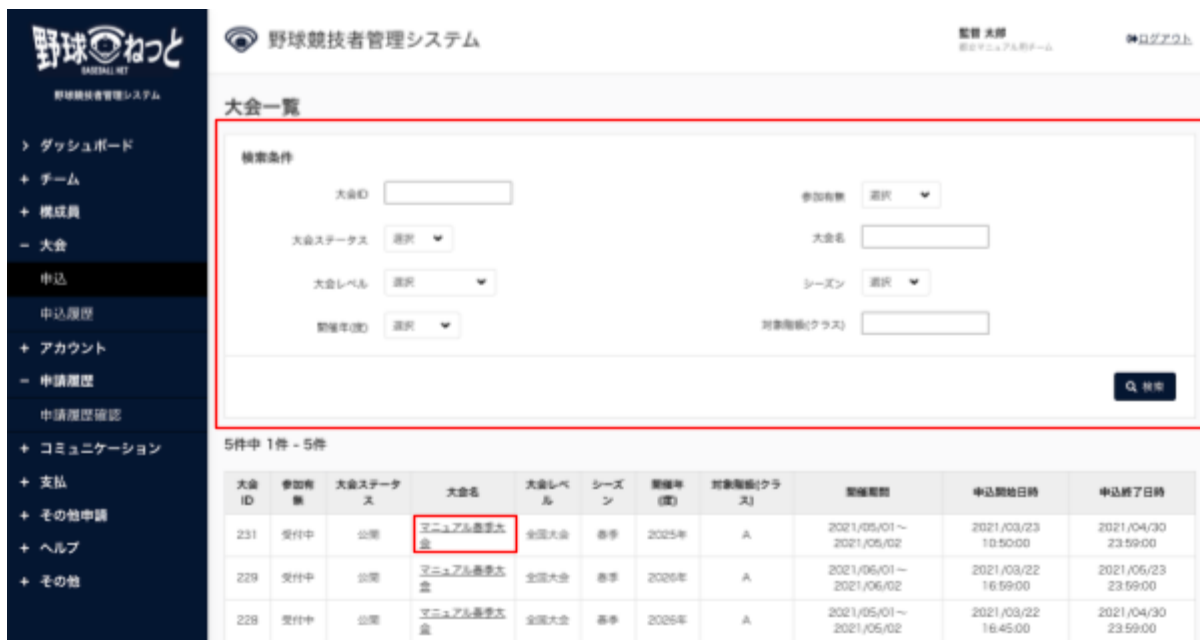 野球ねっと
BASEBALL NET
野球競技者管理システム
ダッシュボード
チーム
構成員
大会
申込
申込履歴
アカウント
申請履歴
申請履歴確認
コミュニケーション
支払
その他申請
ヘルプ
その他
野球競技者管理システム
監督 太郎
ログアウト
大会一覧
検索条件
大会ID
参加有無 選択
大会ステータス 選択
大会名
大会レベル 選択
シーズン 選択
開催年(度) 選択
対象階級(クラス)
検索
5件中 1件 - 5件
大会ID 参加有無 大会ステータス 大会名 大会レベル シーズン 開催年(度) 対象階級(クラス) 開催期間 申込開始日時 申込終了日時
231 受付中 公開 マニュアル春季大会 全国大会 春季 2025年 A 2021/05/01～2021/05/02 2021/03/23 10:50:00 2021/04/30 23:59:00
229 受付中 公開 マニュアル春季大会 全国大会 春季 2026年 A 2021/06/01～2021/06/02 2021/03/22 16:59:00 2021/05/23 23:59:00
228 受付中 公開 マニュアル春季大会 全国大会 春季 2026年 A 2021/05/01～2021/05/02 2021/03/22 16:45:00 2021/04/30 23:59:00